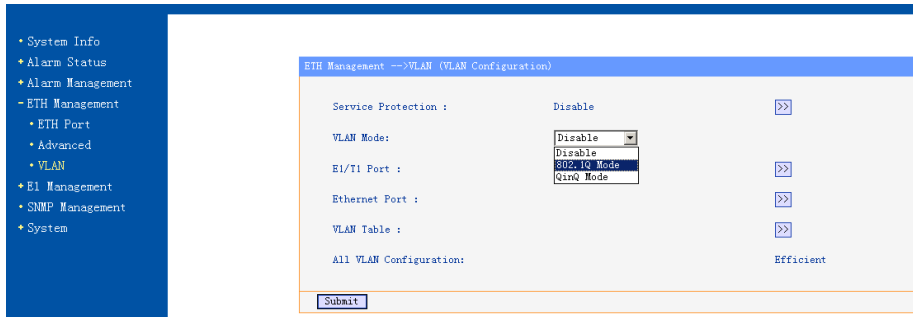 System Info
Alarm Status
Alarm Management
ETH Management
ETH Port
Advanced
VLAN
E1 Management
SNMP Management
System
ETH Management -->VLAN (VLAN Configuration)
Service Protection : Disable >>
VLAN Mode: Disable
Disable
802.1Q Mode
QinQ Mode
E1/T1 Port : >>
Ethernet Port : >>
VLAN Table : >>
All VLAN Configuration: Efficient
Submit